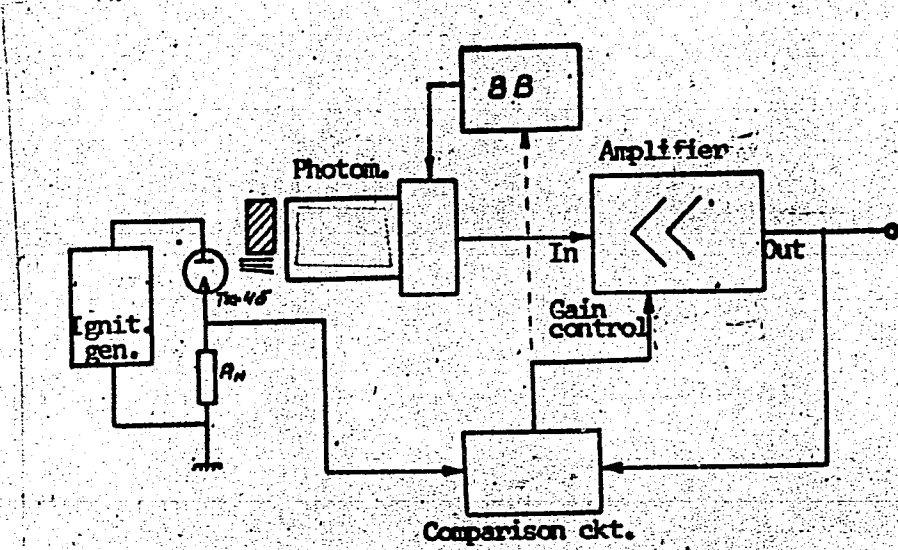 BB
Photom.
Amplifier
In
Out
Ignit.
gen.
Gain
control
Comparison ckt.